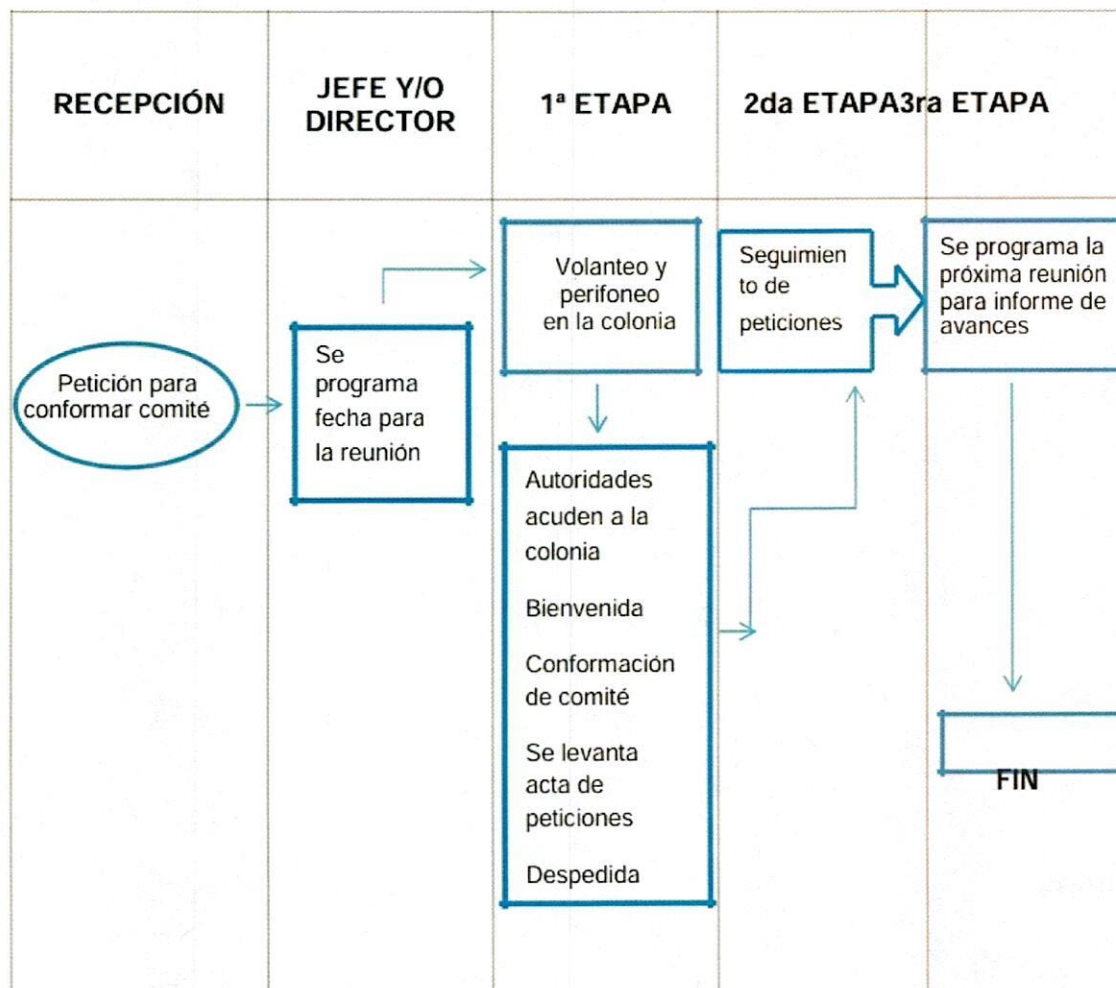 RECEPCIÓN
JEFE Y/O
DIRECTOR
1ª ETAPA
2da ETAPA3ra ETAPA
Petición para
conformar comité
Se
programa
fecha para
la reunión
Volanteo y
perifoneo
en la colonia
Autoridades
acuden a la
colonia
Bienvenida
Conformación
de comité
Se levanta
acta de
peticiones
Despedida
Seguimien
to de
peticiones
Se programa la
próxima reunión
para informe de
avances
FIN